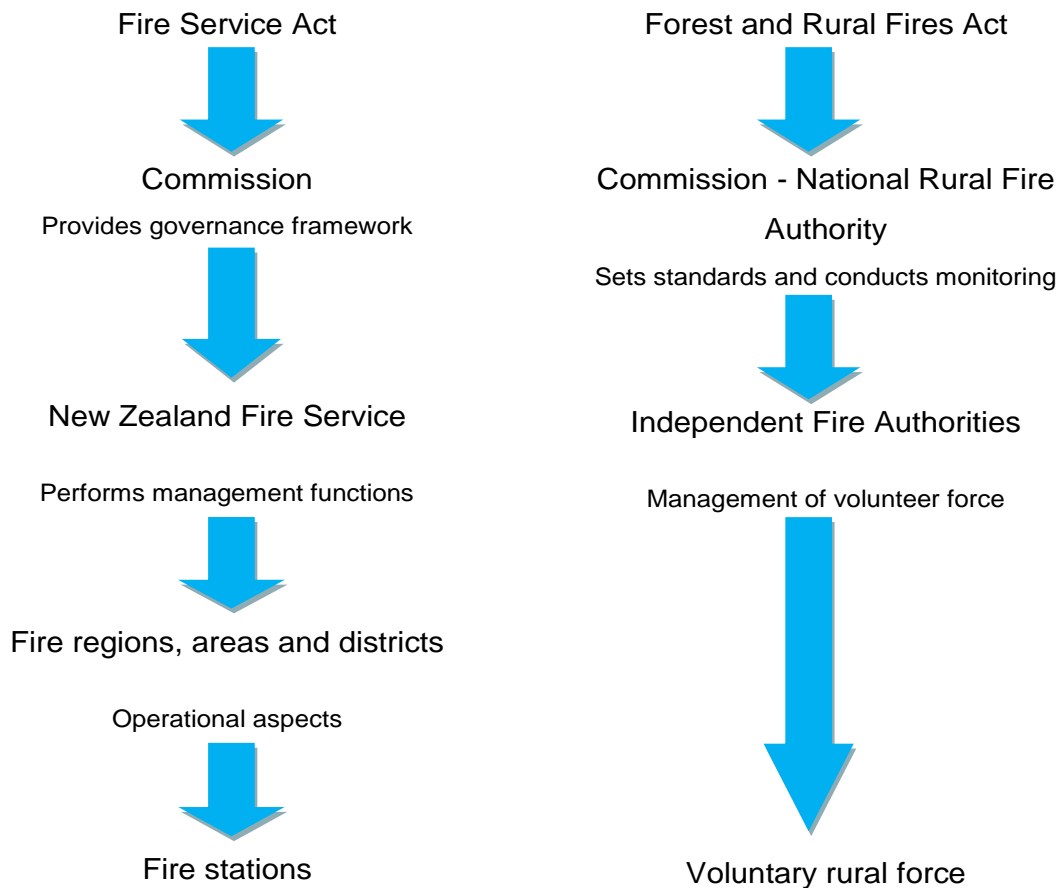 Fire Service Act
Commission
Provides governance framework
New Zealand Fire Service
Performs management functions
Fire regions, areas and districts
Operational aspects
Fire stations
Forest and Rural Fires Act
Commission - National Rural Fire
Authority
Sets standards and conducts monitoring
Independent Fire Authorities
Management of volunteer force
Voluntary rural force